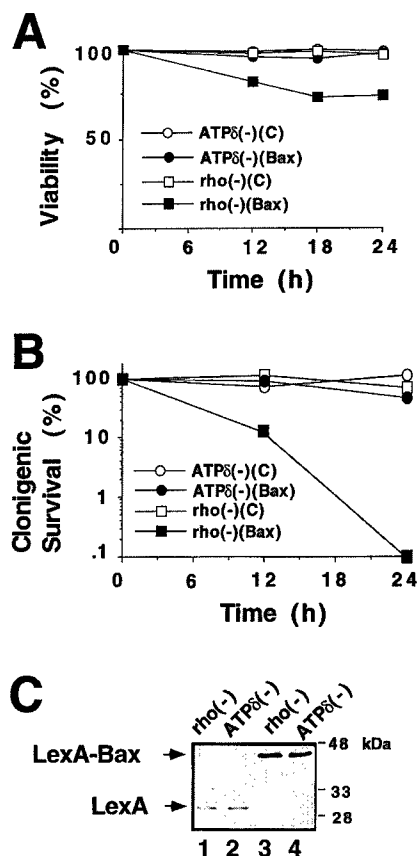 A
Viability (%)
100
50
ATPδ(-)(C)
ATPδ(-)(Bax)
rho(-)(C)
rho(-)(Bax)
0 6 12 18 24
Time (h)
B
Clonigenic
Survival (%)
100
10
1
.1
ATPδ(-)(C)
ATPδ(-)(Bax)
rho(-)(C)
rho(-)(Bax)
0 6 12 18 24
Time (h)
C
rho(-) ATPδ(-) rho(-) ATPδ(-)
48 kDa
LexA-Bax
33
LexA
28
1 2 3 4